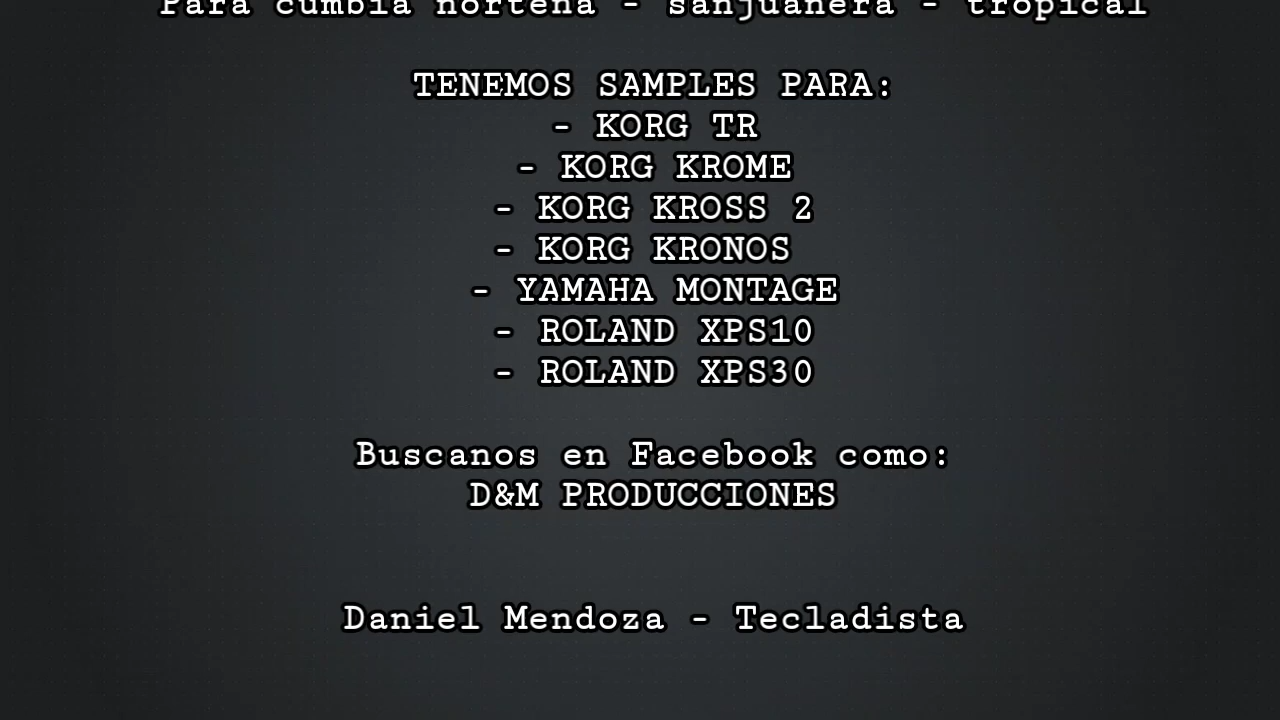 Para cumbia norteña - sanjuanera - tropical
TENEMOS SAMPLES PARA:
- KORG TR
- KORG KROME
- KORG KROSS 2
- KORG KRONOS
- YAMAHA MONTAGE
- ROLAND XPS10
- ROLAND XPS30
Buscanos en Facebook como:
D&M PRODUCCIONES
Daniel Mendoza - Tecladista